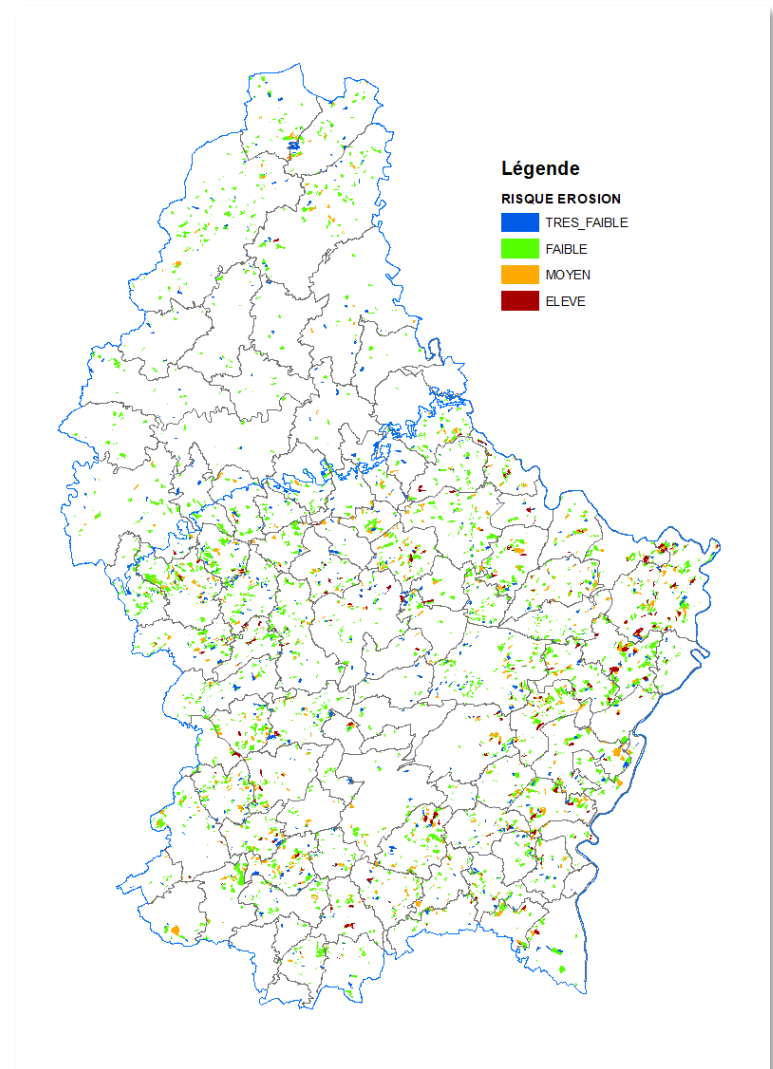 Légende
RISQUE EROSION
TRES_FAIBLE
FAIBLE
MOYEN
ELEVE